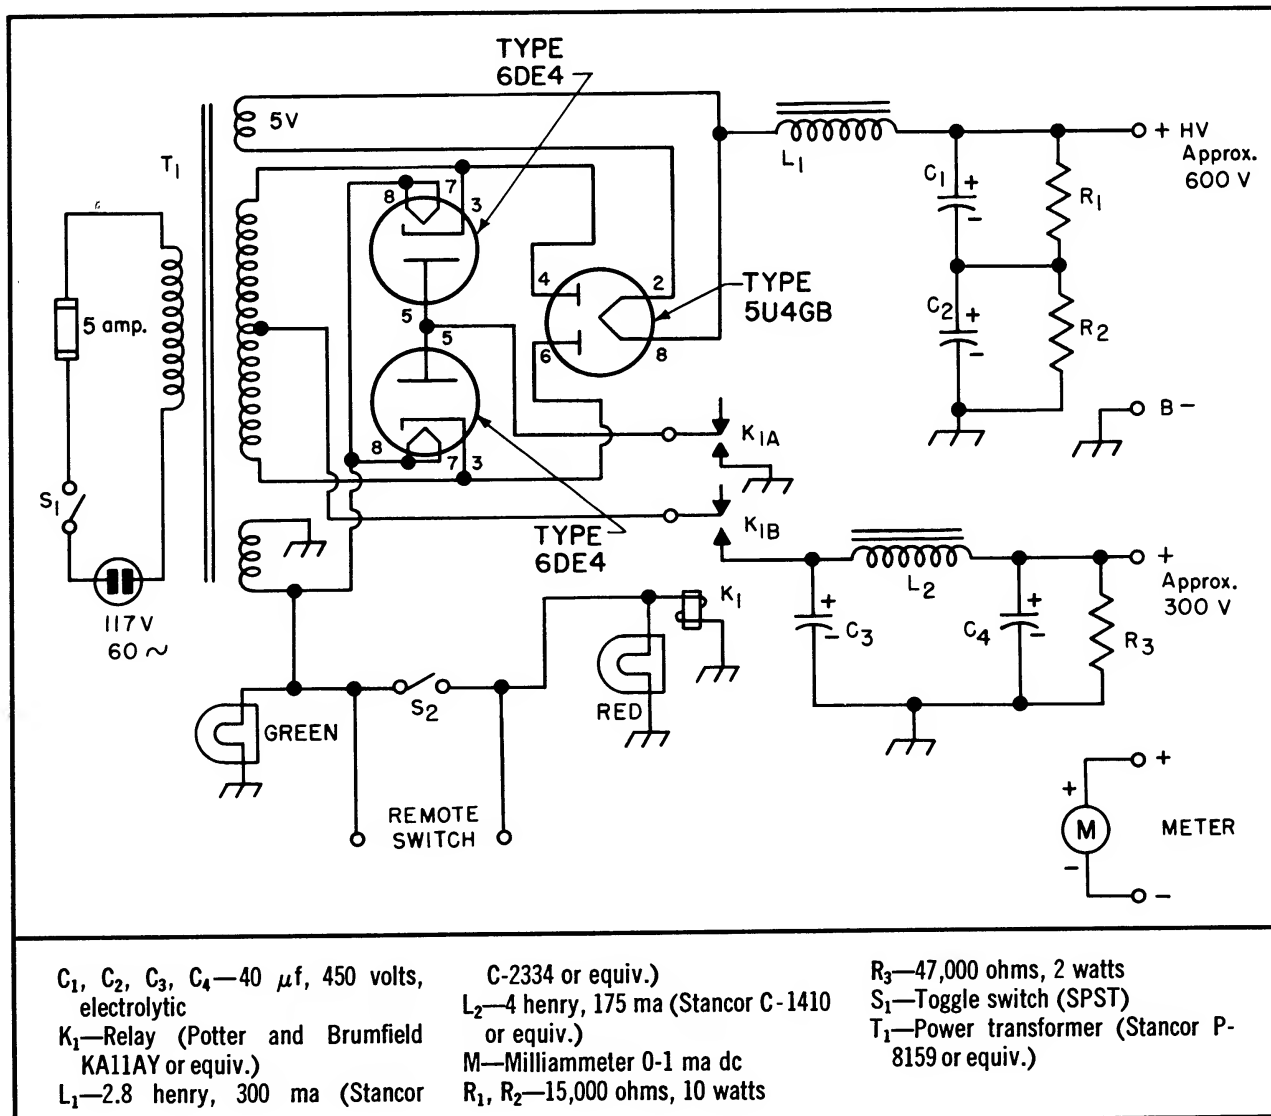 TYPE
6DE4
5V
T1
8
7
3
5
5
8
7
3
4
2
6
8
TYPE
5U4GB
L1
+ HV
Approx.
600 V
C1
+
−
R1
C2
+
−
R2
B −
5 amp.
S1
117V
60 ~
K1A
K1B
TYPE
6DE4
K1
L2
+
Approx.
300 V
+
− C3
C4
+
−
R3
GREEN
S2
RED
REMOTE
SWITCH
+
+
M
METER
−
−
C1, C2, C3, C4—40 μf, 450 volts,
electrolytic
K1—Relay (Potter and Brumfield
KA11AY or equiv.)
L1—2.8 henry, 300 ma (Stancor
C-2334 or equiv.)
L2—4 henry, 175 ma (Stancor C-1410
or equiv.)
M—Milliammeter 0-1 ma dc
R1, R2—15,000 ohms, 10 watts
R3—47,000 ohms, 2 watts
S1—Toggle switch (SPST)
T1—Power transformer (Stancor P-
8159 or equiv.)